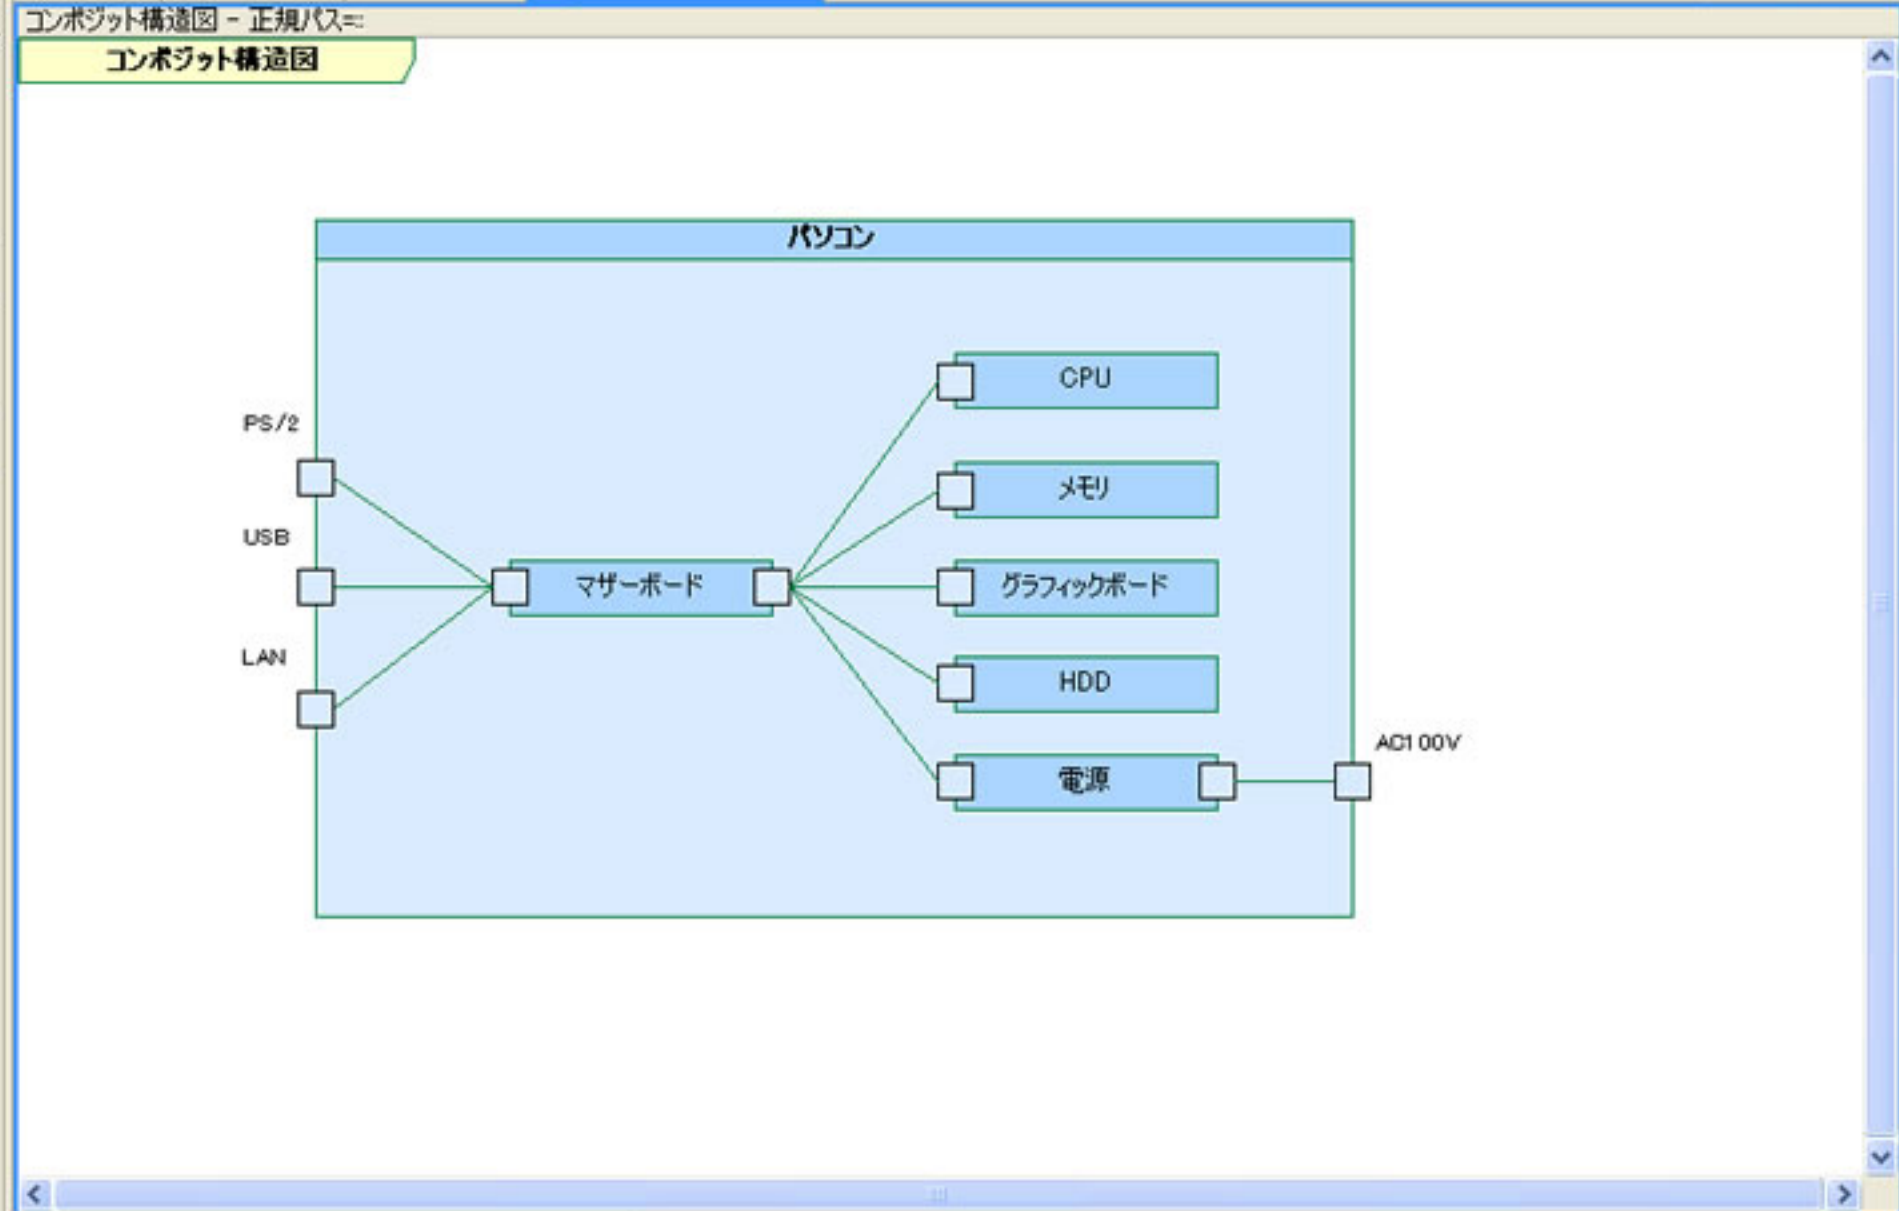 コンポジット構造図 - 正規パス=::
コンポジット構造図
パソコン
CPU
PS/2
メモリ
USB
マザーボード
グラフィックボード
LAN
HDD
AC100V
電源